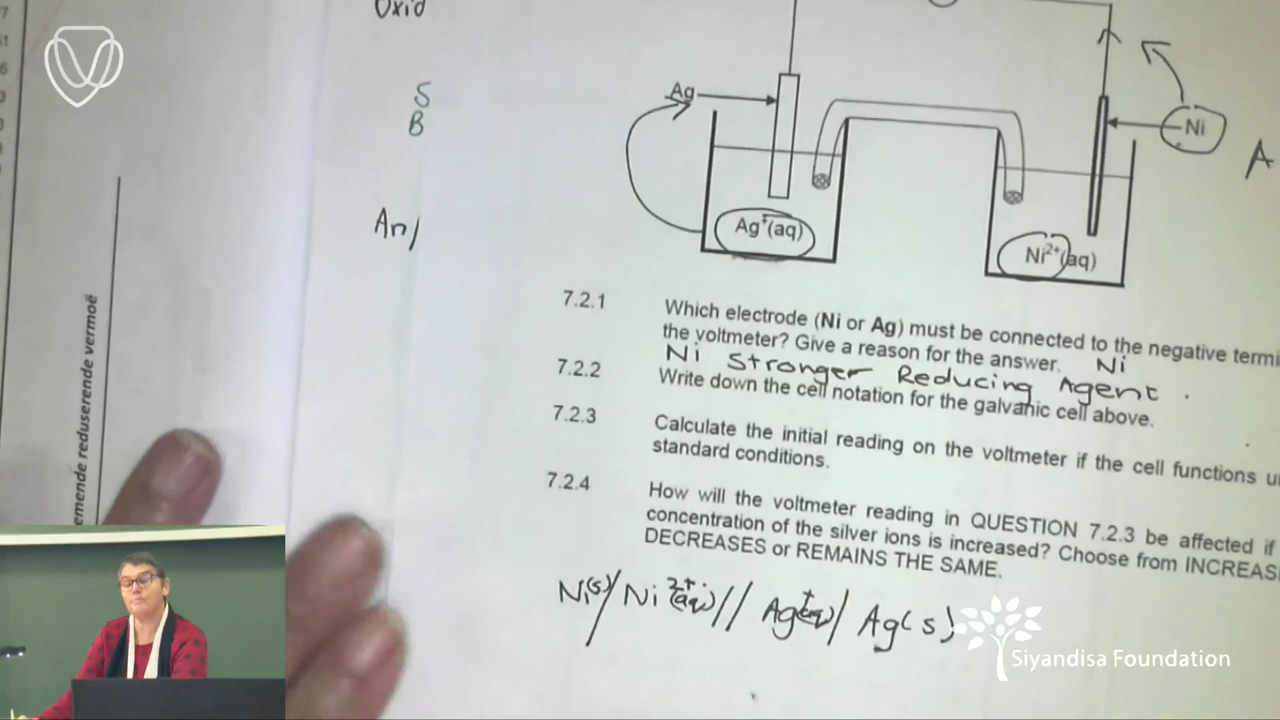 Oxid
Ag
S
B
Ni
A
An/
Ag⁺(aq)
Ni²⁺(aq)
emende reduserende vermoë
7.2.1 Which electrode (Ni or Ag) must be connected to the negative termi
the voltmeter? Give a reason for the answer. Ni
Ni Stronger Reducing Agent.
7.2.2 Write down the cell notation for the galvanic cell above.
7.2.3 Calculate the initial reading on the voltmeter if the cell functions u
standard conditions.
7.2.4 How will the voltmeter reading in QUESTION 7.2.3 be affected if
concentration of the silver ions is increased? Choose from INCREAS
DECREASES or REMAINS THE SAME.
Ni(s)/ Ni²⁺(aq)// Ag⁺(aq)/ Ag(s)
Siyandisa Foundation